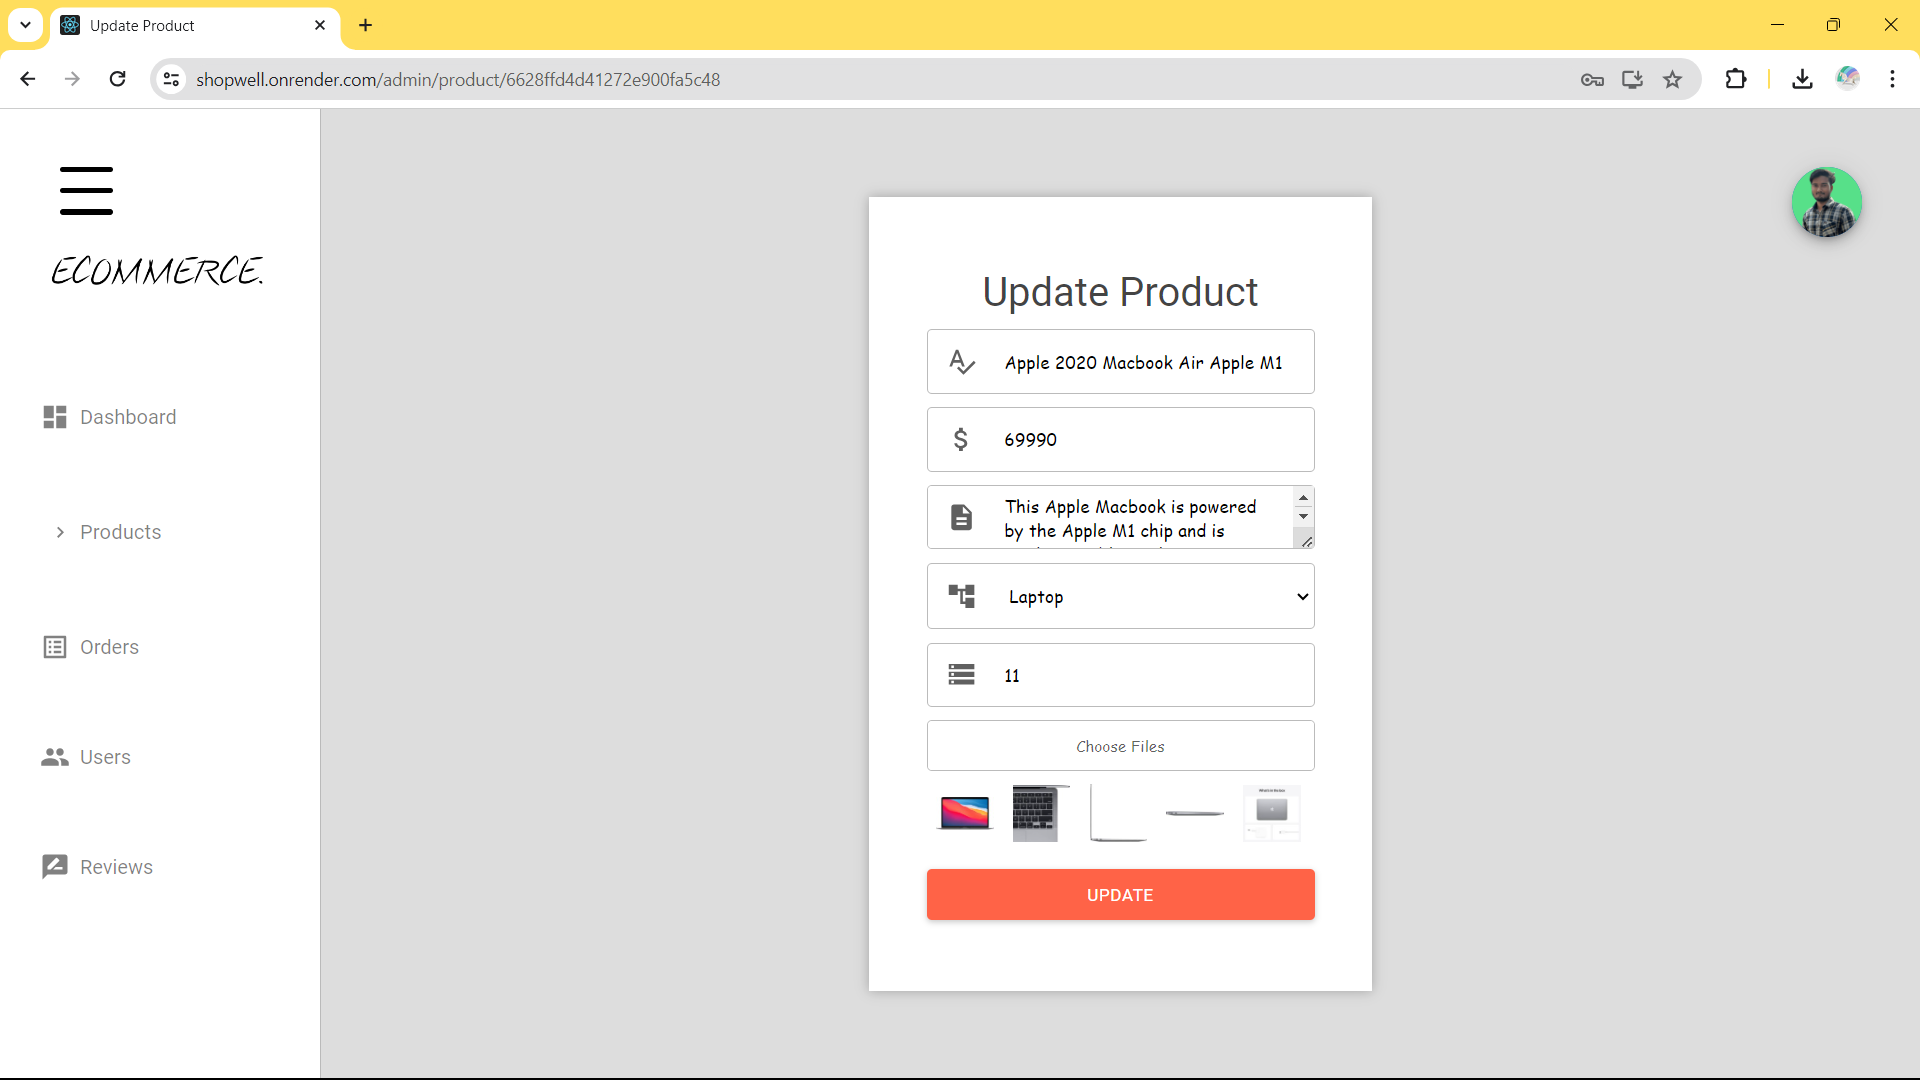 Update Product
shopwell.onrender.com/admin/product/6628ffd4d41272e900fa5c48
ECOMMERCE.
Dashboard
Products
Orders
Users
Reviews
Update Product
Apple 2020 Macbook Air Apple M1
69990
This Apple Macbook is powered
by the Apple M1 chip and is
Laptop
11
Choose Files
UPDATE